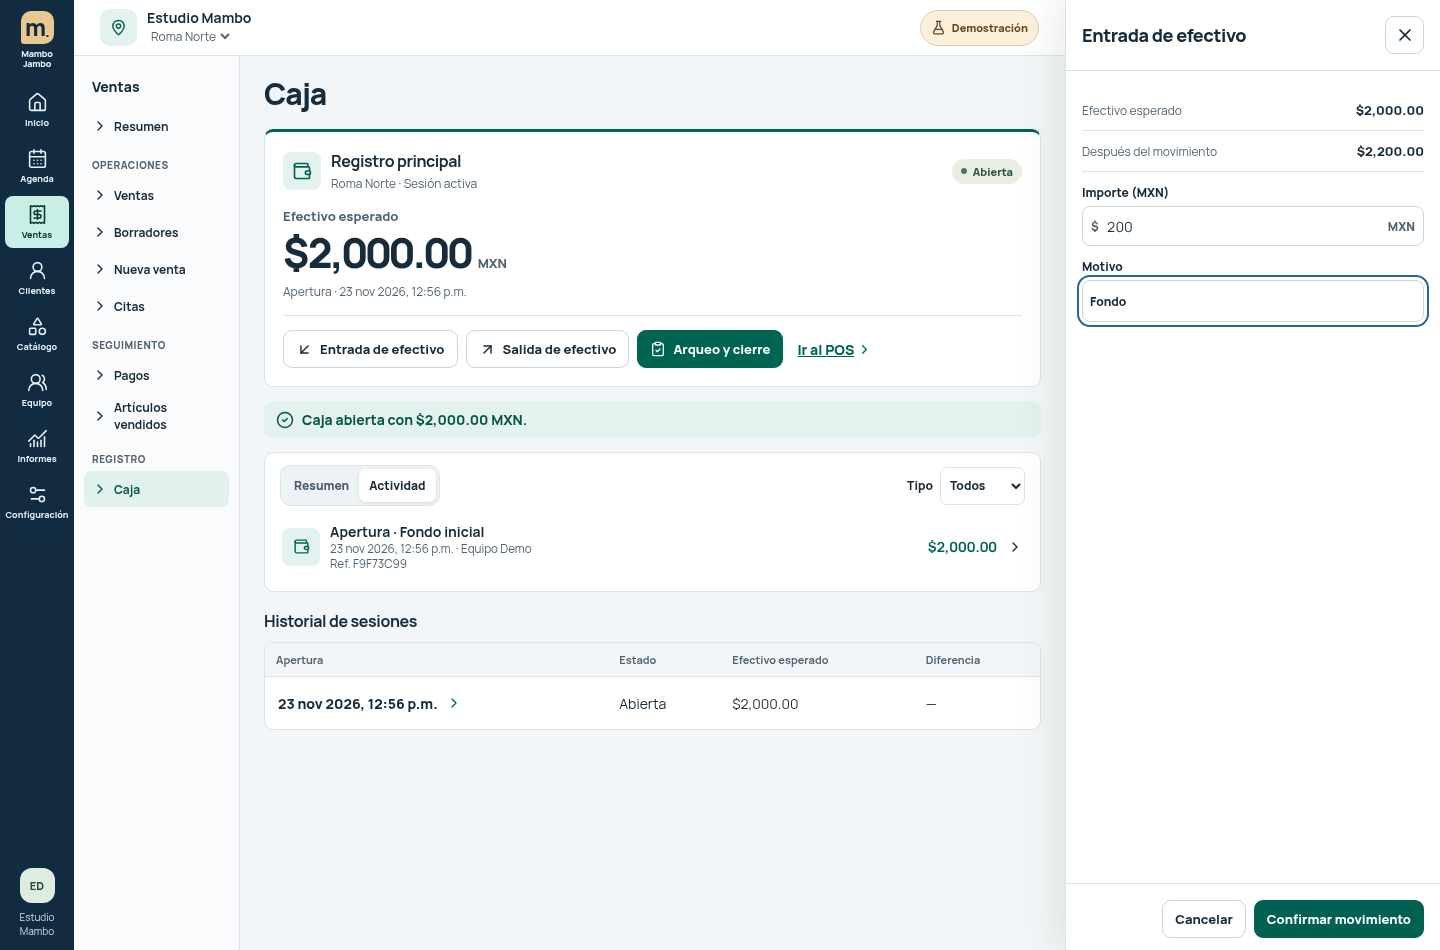 m.
Mambo
Jambo
Inicio
Agenda
Ventas
Clientes
Catálogo
Equipo
Informes
Configuración
ED
Estudio
Mambo
Estudio Mambo
Roma Norte
Demostración
Ventas
Resumen
OPERACIONES
Ventas
Borradores
Nueva venta
Citas
SEGUIMIENTO
Pagos
Artículos
vendidos
REGISTRO
Caja
Caja
Registro principal
Roma Norte · Sesión activa
Abierta
Efectivo esperado
$2,000.00 MXN
Apertura · 23 nov 2026, 12:56 p.m.
Entrada de efectivo
Salida de efectivo
Arqueo y cierre
Ir al POS
Caja abierta con $2,000.00 MXN.
Resumen
Actividad
Tipo
Todos
Apertura · Fondo inicial
23 nov 2026, 12:56 p.m. · Equipo Demo
Ref. F9F73C99
$2,000.00
Historial de sesiones
Apertura Estado Efectivo esperado Diferencia
23 nov 2026, 12:56 p.m. Abierta $2,000.00 —
Entrada de efectivo
Efectivo esperado $2,000.00
Después del movimiento $2,200.00
Importe (MXN)
$ 200 MXN
Motivo
Fondo
Cancelar
Confirmar movimiento